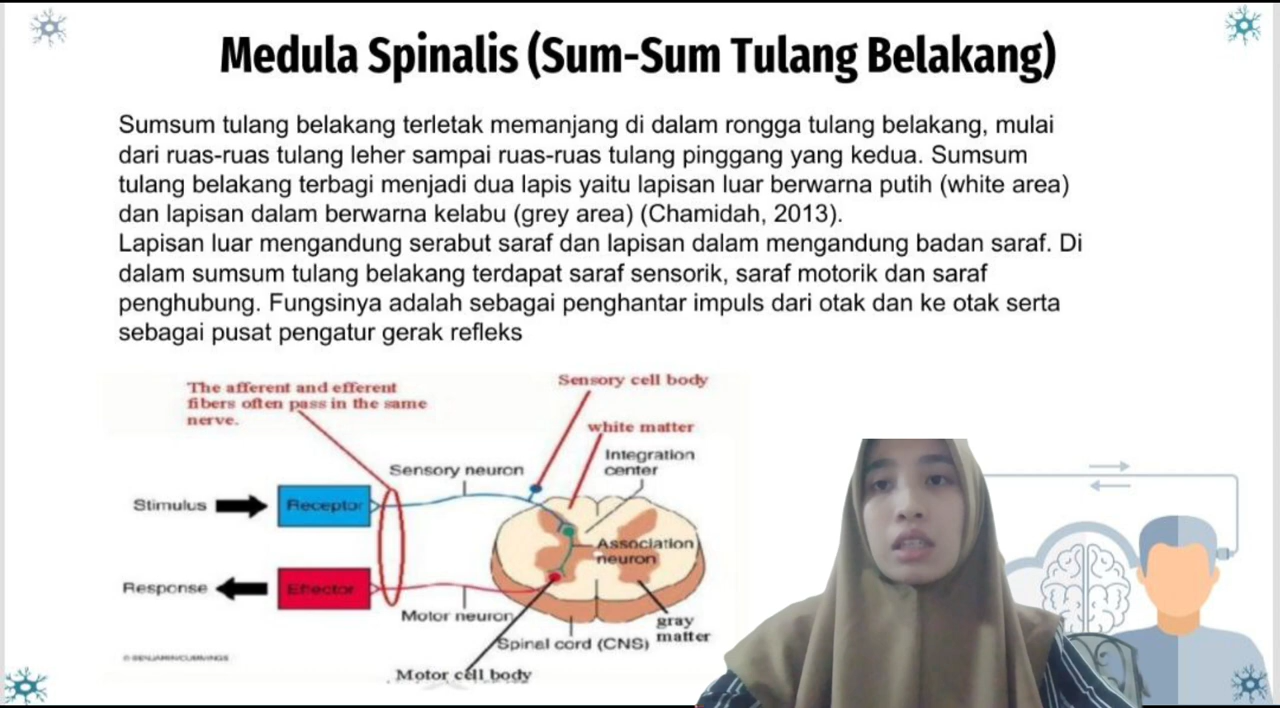 Medula Spinalis (Sum-Sum Tulang Belakang)
Sumsum tulang belakang terletak memanjang di dalam rongga tulang belakang, mulai
dari ruas-ruas tulang leher sampai ruas-ruas tulang pinggang yang kedua. Sumsum
tulang belakang terbagi menjadi dua lapis yaitu lapisan luar berwarna putih (white area)
dan lapisan dalam berwarna kelabu (grey area) (Chamidah, 2013).
Lapisan luar mengandung serabut saraf dan lapisan dalam mengandung badan saraf. Di
dalam sumsum tulang belakang terdapat saraf sensorik, saraf motorik dan saraf
penghubung. Fungsinya adalah sebagai penghantar impuls dari otak dan ke otak serta
sebagai pusat pengatur gerak refleks
The afferent and efferent
fibers often pass in the same
nerve.
Sensory cell body
white matter
Integration
center
Sensory neuron
Stimulus
Receptor
Association
neuron
Response
Effector
Motor neuron
gray
matter
Spinal cord (CNS)
Motor cell body
© BENJAMIN/CUMMINGS